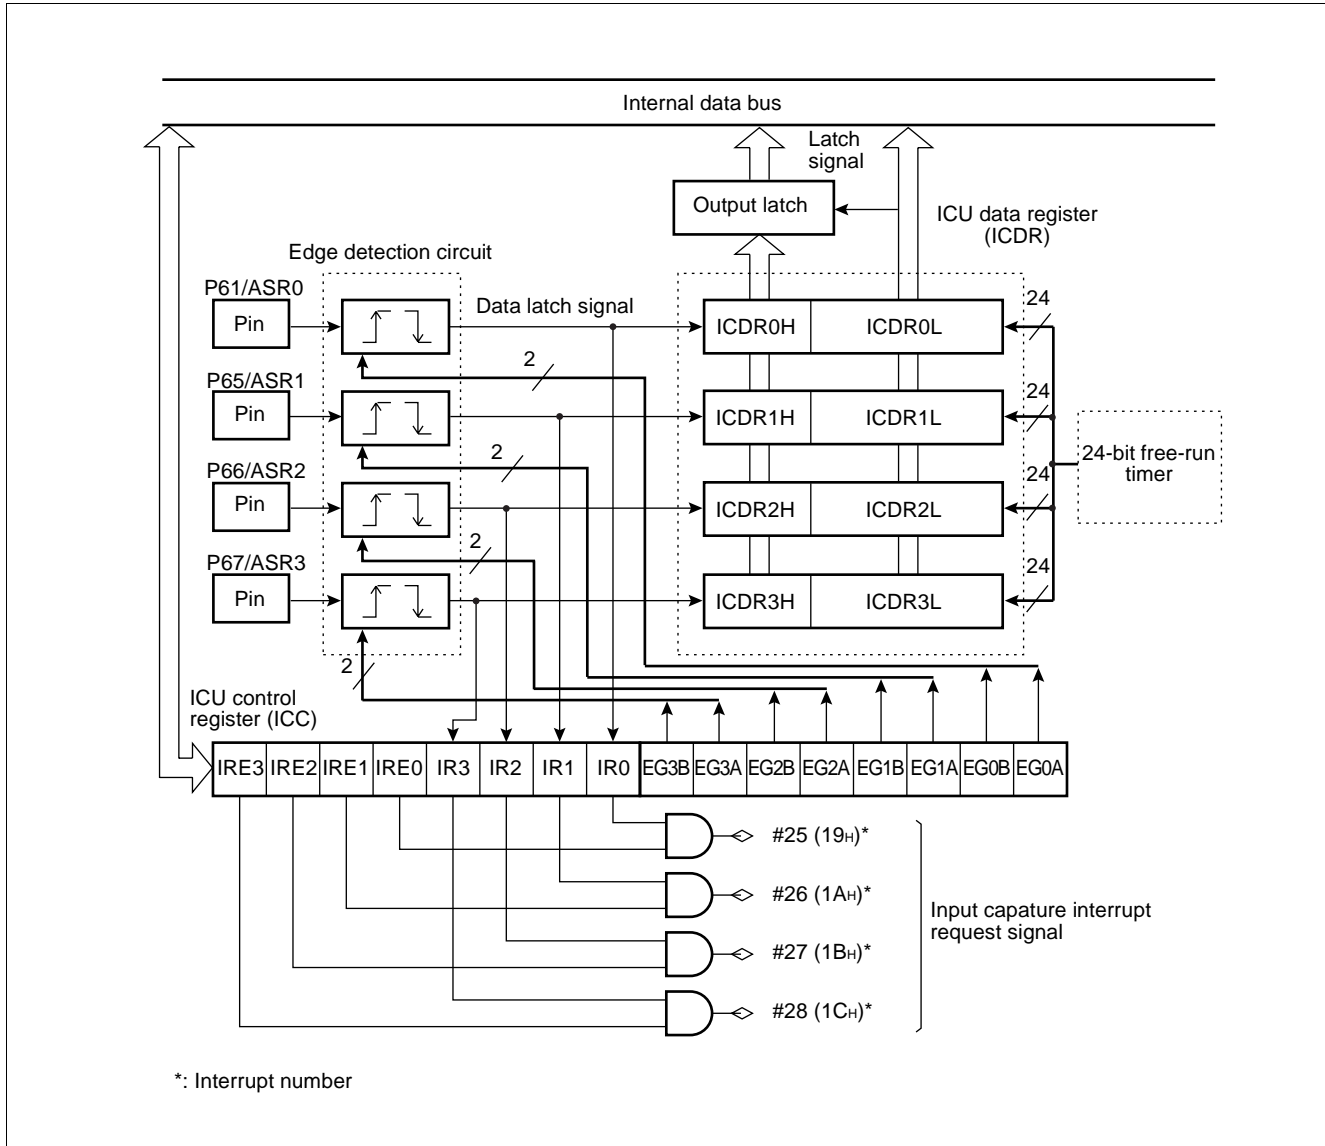 Internal data bus
Latch
signal
Output latch
ICU data register
(ICDR)
Edge detection circuit
P61/ASR0
Pin
Data latch signal
ICDR0H
ICDR0L
24
2
P65/ASR1
Pin
ICDR1H
ICDR1L
24
2
24-bit free-run
timer
P66/ASR2
Pin
ICDR2H
ICDR2L
24
2
P67/ASR3
Pin
ICDR3H
ICDR3L
24
2
ICU control
register (ICC)
IRE3 IRE2 IRE1 IRE0 IR3 IR2 IR1 IR0 EG3B EG3A EG2B EG2A EG1B EG1A EG0B EG0A
#25 (19H)*
#26 (1AH)*
#27 (1BH)*
#28 (1CH)*
Input capature interrupt
request signal
*: Interrupt number